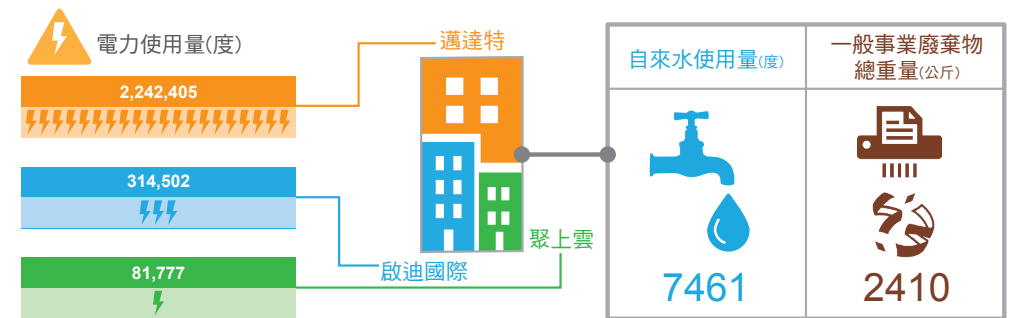 電力使用量(度)
2,242,405
314,502
81,777
邁達特
啟迪國際
聚上雲
自來水使用量(度)
7461
一般事業廢棄物
總重量(公斤)
2410